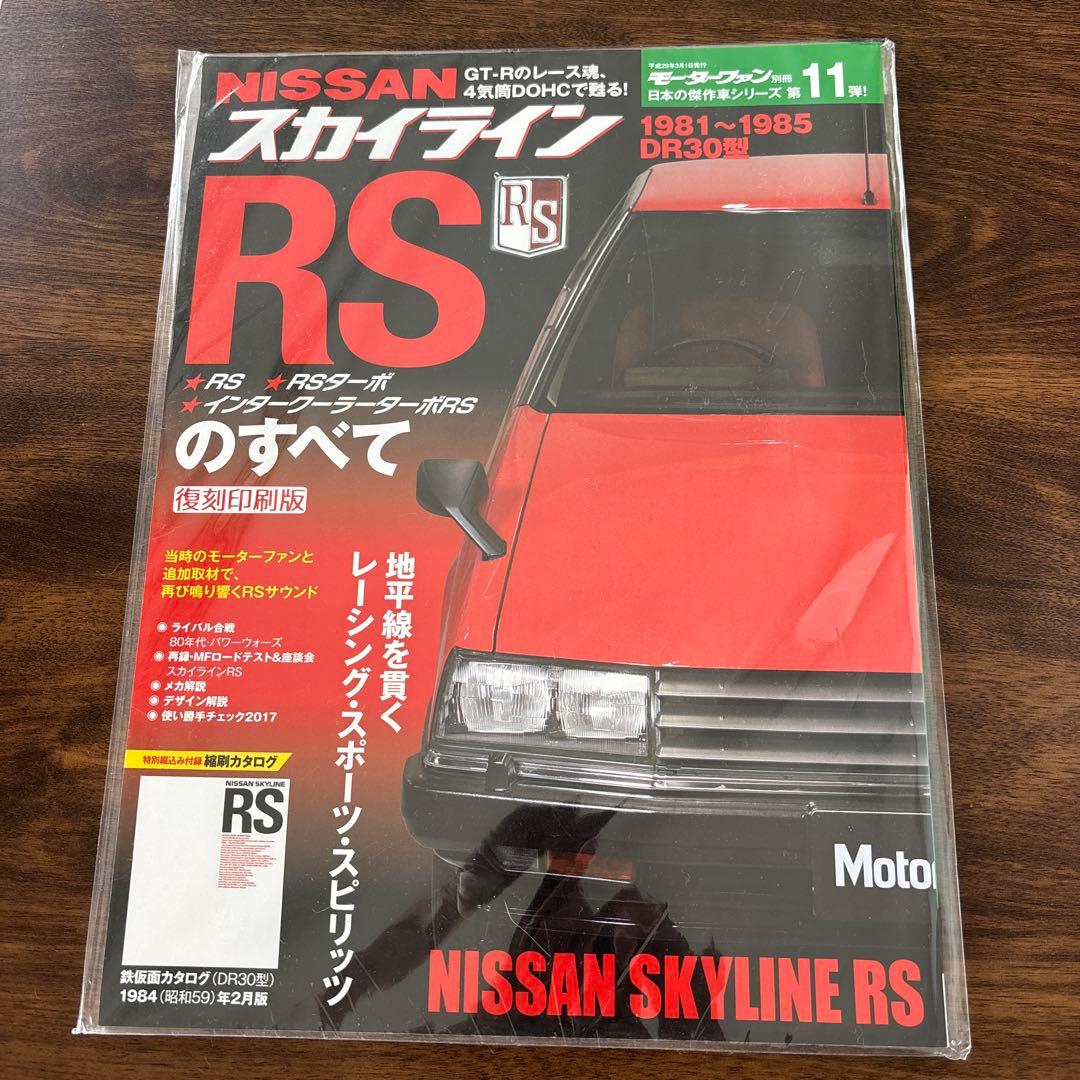 NISSAN
GT-Rのレース魂、
4気筒DOHCで甦る!
平成29年3月1日発行
モーターファン別冊
日本の傑作車シリーズ 第11弾!
スカイライン
1981〜1985
DR30型
RS
RS
★RS ★RSターボ
★インタークーラーターボRS
のすべて
復刻印刷版
当時のモーターファンと
追加取材で、
再び鳴り響くRSサウンド
地平線を貫く
レーシング・スポーツ・スピリッツ
◉ ライバル合戦
80年代・パワーウォーズ
◉ 再録・MFロードテスト&座談会
スカイラインRS
◉ メカ解説
◉ デザイン解説
◉ 使い勝手チェック2017
特別綴込み付録 縮刷カタログ
NISSAN SKYLINE
RS
鉄仮面カタログ(DR30型)
1984(昭和59)年2月版
Moto
NISSAN SKYLINE RS